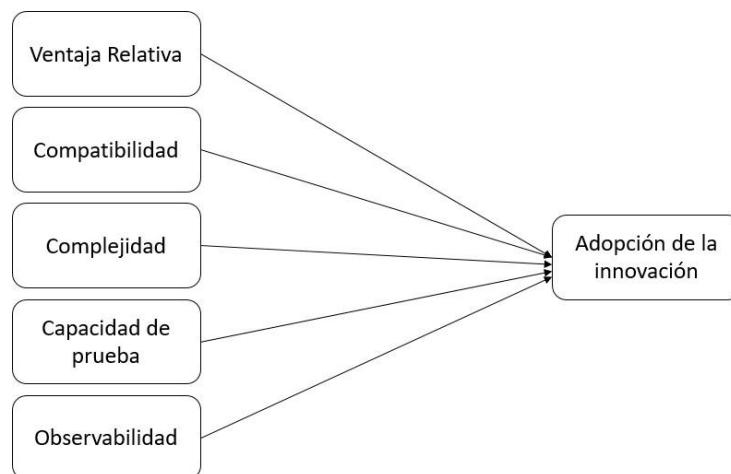 Ventaja Relativa
Compatibilidad
Complejidad
Capacidad de
prueba
Observabilidad
Adopción de la
innovación